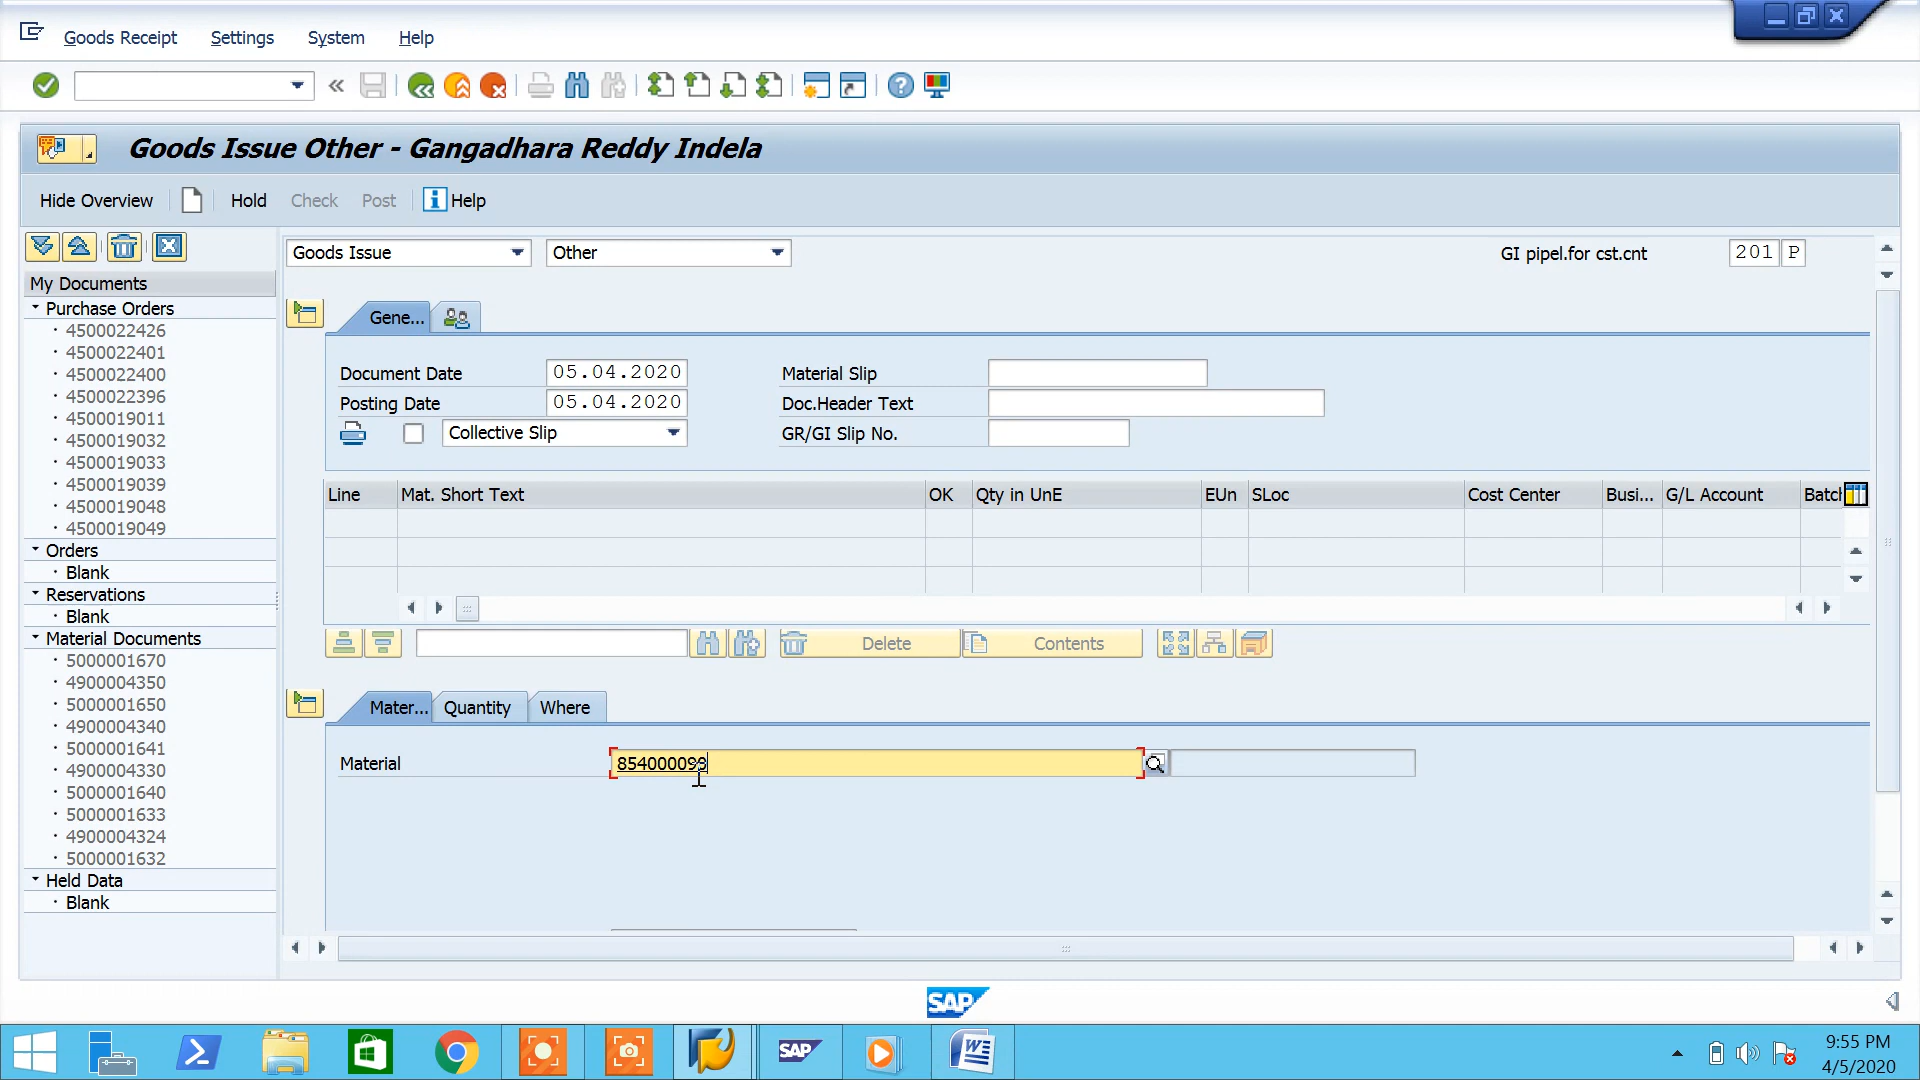 Goods Receipt Settings System Help
Goods Issue Other - Gangadhara Reddy Indela
Hide Overview Hold Check Post Help
My Documents
Purchase Orders
4500022426
4500022401
4500022400
4500022396
4500019011
4500019032
4500019033
4500019039
4500019048
4500019049
Orders
Blank
Reservations
Blank
Material Documents
5000001670
4900004350
5000001650
4900004340
5000001641
4900004330
5000001640
5000001633
4900004324
5000001632
Held Data
Blank
Goods Issue Other GI pipel.for cst.cnt 201 P
Gene...
Document Date 05.04.2020 Material Slip
Posting Date 05.04.2020 Doc.Header Text
Collective Slip GR/GI Slip No.
Line Mat. Short Text OK Qty in UnE EUn SLoc Cost Center Busi... G/L Account Batch
Delete Contents
Mater... Quantity Where
Material 854000093
SAP
SAP 9:55 PM
4/5/2020